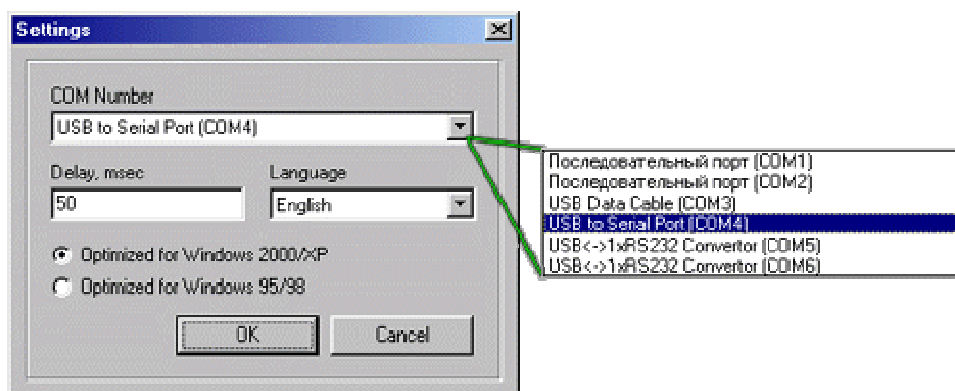 Settings
COM Number
USB to Serial Port (COM4)
Delay, msec
Language
50
English
Optimized for Windows 2000/XP
Optimized for Windows 95/98
OK
Cancel
Последовательный порт (COM1)
Последовательный порт (COM2)
USB Data Cable (COM3)
USB to Serial Port (COM4)
USB<->1xRS232 Convertor (COM5)
USB<->1xRS232 Convertor (COM6)